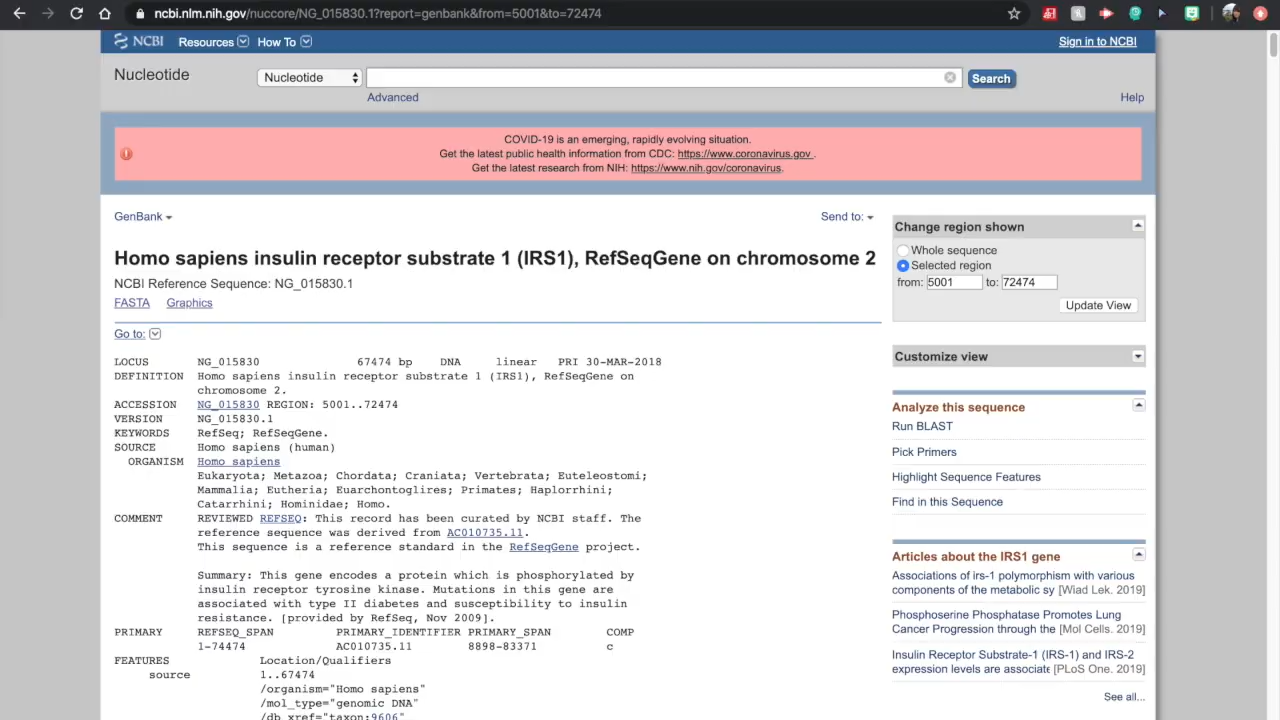 ncbi.nlm.nih.gov/nuccore/NG_015830.1?report=genbank&from=5001&to=72474
NCBI Resources How To Sign in to NCBI
Nucleotide Nucleotide Search
Advanced Help
COVID-19 is an emerging, rapidly evolving situation.
Get the latest public health information from CDC: https://www.coronavirus.gov .
Get the latest research from NIH: https://www.nih.gov/coronavirus.
GenBank Send to:
Homo sapiens insulin receptor substrate 1 (IRS1), RefSeqGene on chromosome 2
NCBI Reference Sequence: NG_015830.1
FASTA Graphics
Go to:
LOCUS NG_015830 67474 bp DNA linear PRI 30-MAR-2018
DEFINITION Homo sapiens insulin receptor substrate 1 (IRS1), RefSeqGene on
chromosome 2.
ACCESSION NG_015830 REGION: 5001..72474
VERSION NG_015830.1
KEYWORDS RefSeq; RefSeqGene.
SOURCE Homo sapiens (human)
ORGANISM Homo sapiens
Eukaryota; Metazoa; Chordata; Craniata; Vertebrata; Euteleostomi;
Mammalia; Eutheria; Euarchontoglires; Primates; Haplorrhini;
Catarrhini; Hominidae; Homo.
COMMENT REVIEWED REFSEQ: This record has been curated by NCBI staff. The
reference sequence was derived from AC010735.11.
This sequence is a reference standard in the RefSeqGene project.
Summary: This gene encodes a protein which is phosphorylated by
insulin receptor tyrosine kinase. Mutations in this gene are
associated with type II diabetes and susceptibility to insulin
resistance. [provided by RefSeq, Nov 2009].
PRIMARY REFSEQ_SPAN PRIMARY_IDENTIFIER PRIMARY_SPAN COMP
1-74474 AC010735.11 8898-83371 c
FEATURES Location/Qualifiers
source 1..67474
/organism="Homo sapiens"
/mol_type="genomic DNA"
/db_xref="taxon:9606"
Change region shown
Whole sequence
Selected region
from: 5001 to: 72474
Update View
Customize view
Analyze this sequence
Run BLAST
Pick Primers
Highlight Sequence Features
Find in this Sequence
Articles about the IRS1 gene
Associations of irs-1 polymorphism with various
components of the metabolic sy [Wiad Lek. 2019]
Phosphoserine Phosphatase Promotes Lung
Cancer Progression through the [Mol Cells. 2019]
Insulin Receptor Substrate-1 (IRS-1) and IRS-2
expression levels are associate [PLoS One. 2019]
See all...